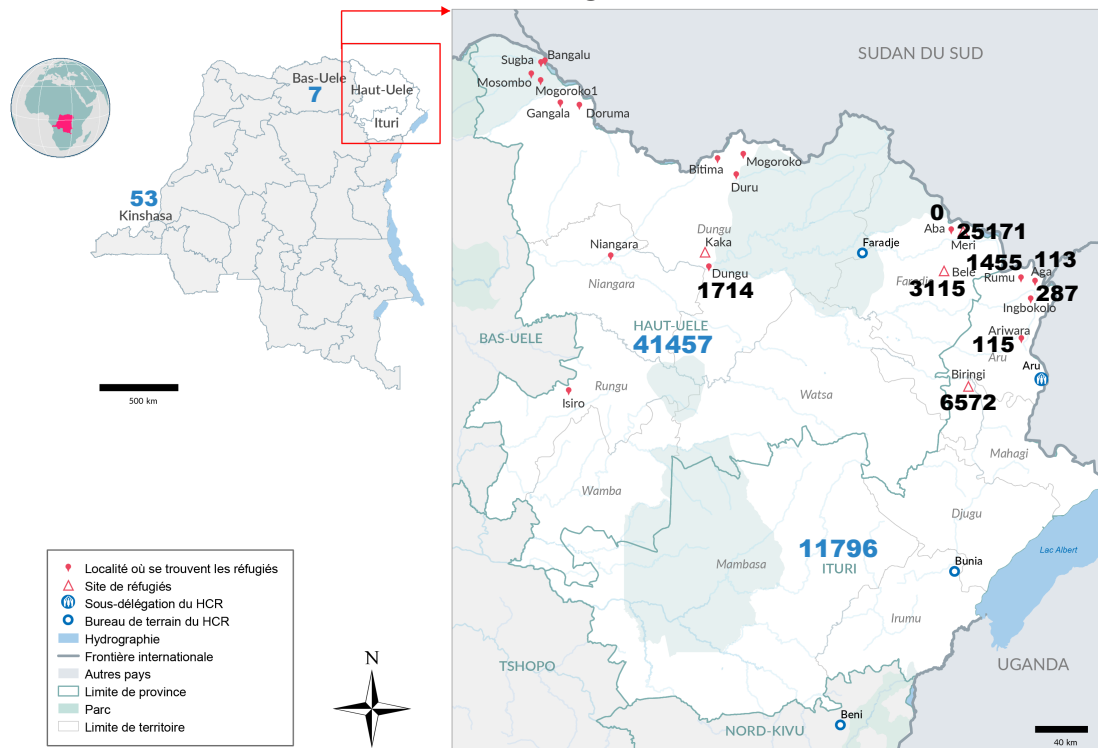 Bas-Uele
7
Haut-Uele
Ituri
53
Kinshasa
500 km
SUDAN DU SUD
Sugba
Bangalu
Mosombo
Mogoroko1
Gangala
Doruma
Bitima
Mogoroko
Duru
Dungu
Kaka
Niangara
Niangara
Dungu
1714
Faradje
0
Aba
25171
Meri
1455
113
Faradje
Bele
Rumu
Aga
3115
287
Ingbokolo
HAUT-UELE
41457
BAS-UELE
Ariwara
115
Aru
Aru
Biringi
6572
Rungu
Isiro
Watsa
Mahagi
Wamba
Djugu
11796
ITURI
Mambasa
Bunia
Lac Albert
Irumu
TSHOPO
UGANDA
Beni
NORD-KIVU
40 km
Localité où se trouvent les réfugiés
Site de réfugiés
Sous-délégation du HCR
Bureau de terrain du HCR
Hydrographie
Frontière internationale
Autres pays
Limite de province
Parc
Limite de territoire
N